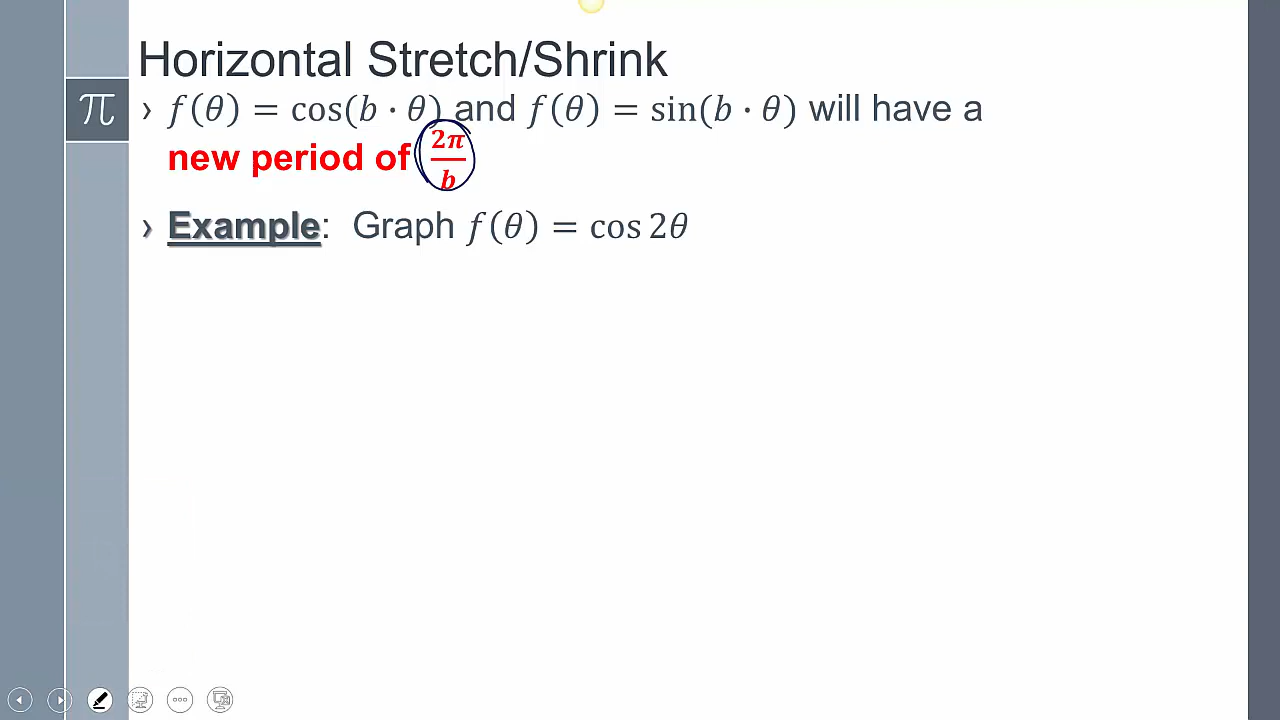 Horizontal Stretch/Shrink
π
› f(θ) = cos(b · θ) and f(θ) = sin(b · θ) will have a
new period of 2π/b
› Example: Graph f(θ) = cos 2θ